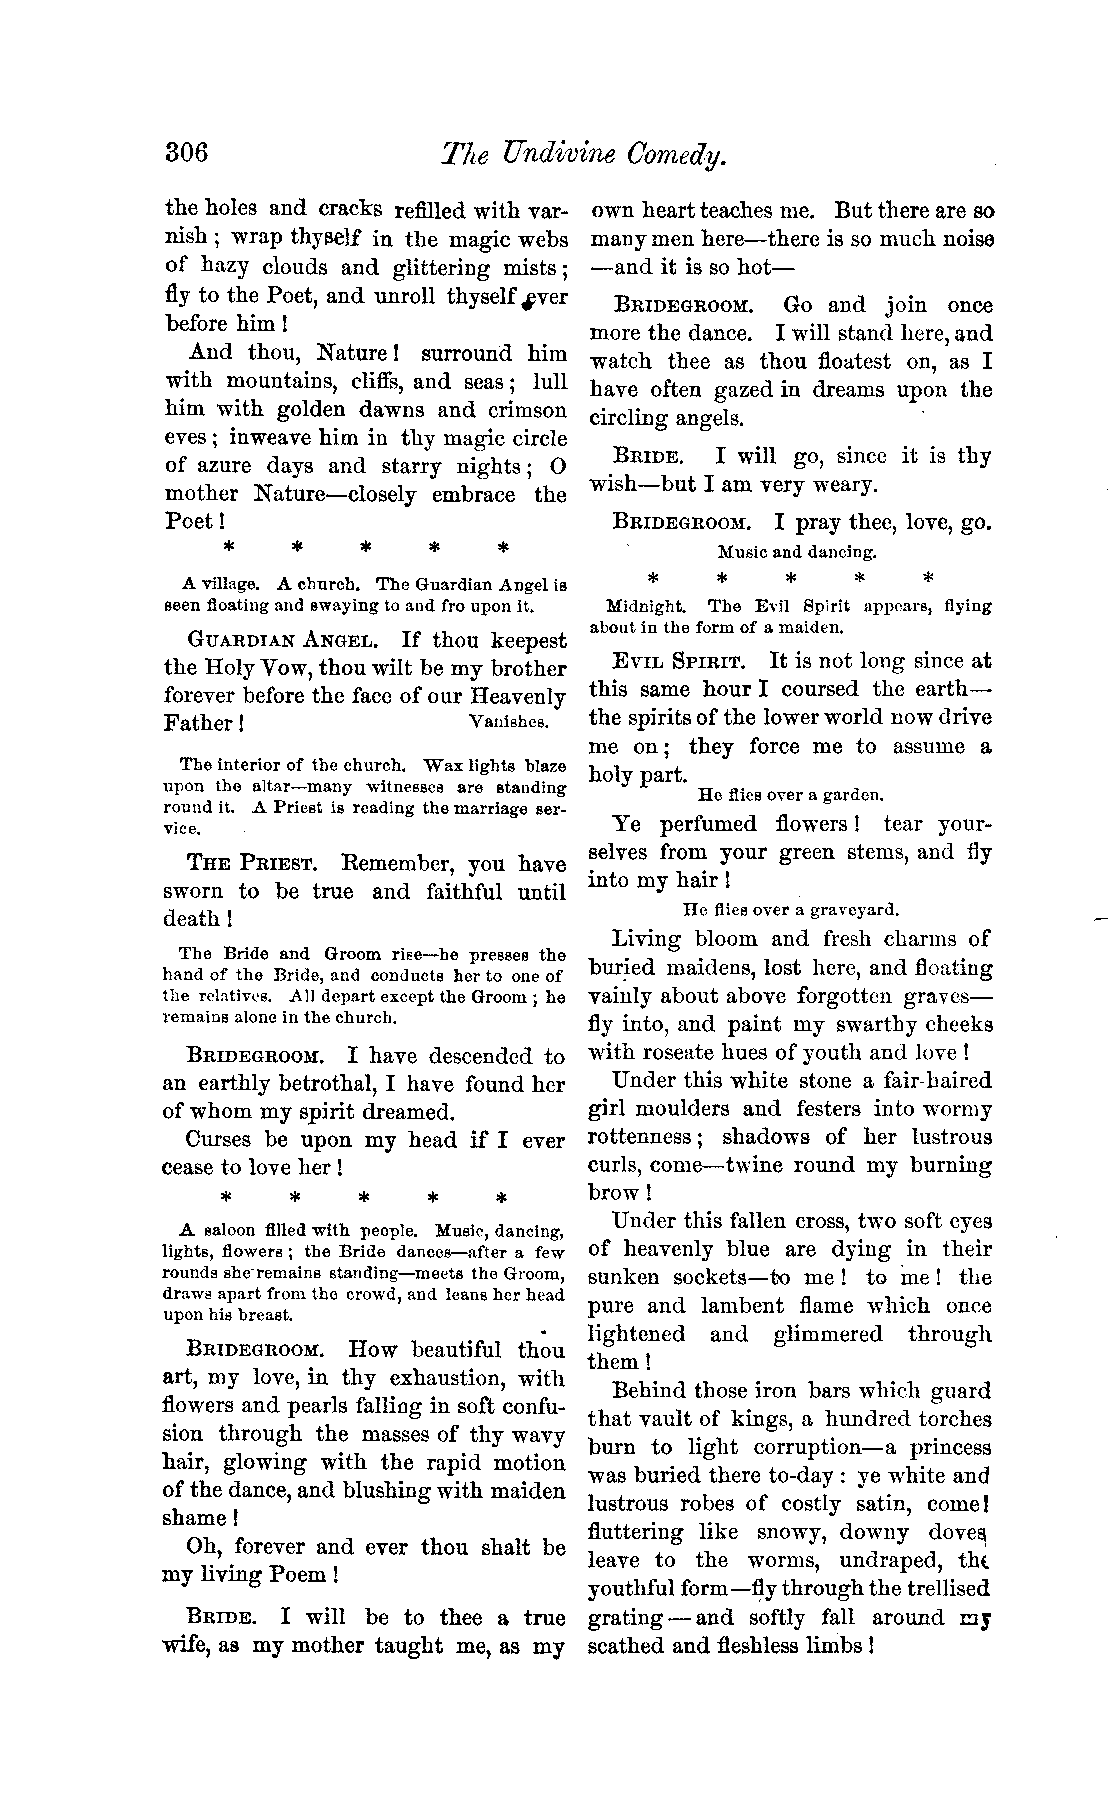 306
The Undivine Comedy.
the holes and cracks refilled with var-
nish ; wrap thyself in the magic webs
of hazy clouds and glittering mists ;
fly to the Poet, and unroll thyself ever
before him !
And thou, Nature ! surround him
with mountains, cliffs, and seas ; lull
him with golden dawns and crimson
eves ; inweave him in thy magic circle
of azure days and starry nights ; O
mother Nature—closely embrace the
Poet !
* * * * *
A village. A church. The Guardian Angel is
seen floating and swaying to and fro upon it.
GUARDIAN ANGEL. If thou keepest
the Holy Vow, thou wilt be my brother
forever before the face of our Heavenly
Father ! Vanishes.
The interior of the church. Wax lights blaze
upon the altar—many witnesses are standing
round it. A Priest is reading the marriage ser-
vice.
THE PRIEST. Remember, you have
sworn to be true and faithful until
death !
The Bride and Groom rise—he presses the
hand of the Bride, and conducts her to one of
the relatives. All depart except the Groom ; he
remains alone in the church.
BRIDEGROOM. I have descended to
an earthly betrothal, I have found her
of whom my spirit dreamed.
Curses be upon my head if I ever
cease to love her !
* * * * *
A saloon filled with people. Music, dancing,
lights, flowers ; the Bride dances—after a few
rounds she remains standing—meets the Groom,
draws apart from the crowd, and leans her head
upon his breast.
BRIDEGROOM. How beautiful thou
art, my love, in thy exhaustion, with
flowers and pearls falling in soft confu-
sion through the masses of thy wavy
hair, glowing with the rapid motion
of the dance, and blushing with maiden
shame !
Oh, forever and ever thou shalt be
my living Poem !
BRIDE. I will be to thee a true
wife, as my mother taught me, as my
own heart teaches me. But there are so
many men here—there is so much noise
—and it is so hot—
BRIDEGROOM. Go and join once
more the dance. I will stand here, and
watch thee as thou floatest on, as I
have often gazed in dreams upon the
circling angels.
BRIDE. I will go, since it is thy
wish—but I am very weary.
BRIDEGROOM. I pray thee, love, go.
Music and dancing.
* * * * *
Midnight. The Evil Spirit appears, flying
about in the form of a maiden.
EVIL SPIRIT. It is not long since at
this same hour I coursed the earth—
the spirits of the lower world now drive
me on ; they force me to assume a
holy part.
He flies over a garden.
Ye perfumed flowers ! tear your-
selves from your green stems, and fly
into my hair !
He flies over a graveyard.
Living bloom and fresh charms of
buried maidens, lost here, and floating
vainly about above forgotten graves—
fly into, and paint my swarthy cheeks
with roseate hues of youth and love !
Under this white stone a fair-haired
girl moulders and festers into wormy
rottenness ; shadows of her lustrous
curls, come—twine round my burning
brow !
Under this fallen cross, two soft eyes
of heavenly blue are dying in their
sunken sockets—to me ! to me ! the
pure and lambent flame which once
lightened and glimmered through
them !
Behind those iron bars which guard
that vault of kings, a hundred torches
burn to light corruption—a princess
was buried there to-day : ye white and
lustrous robes of costly satin, come !
fluttering like snowy, downy doves
leave to the worms, undraped, the
youthful form—fly through the trellised
grating — and softly fall around my
scathed and fleshless limbs !